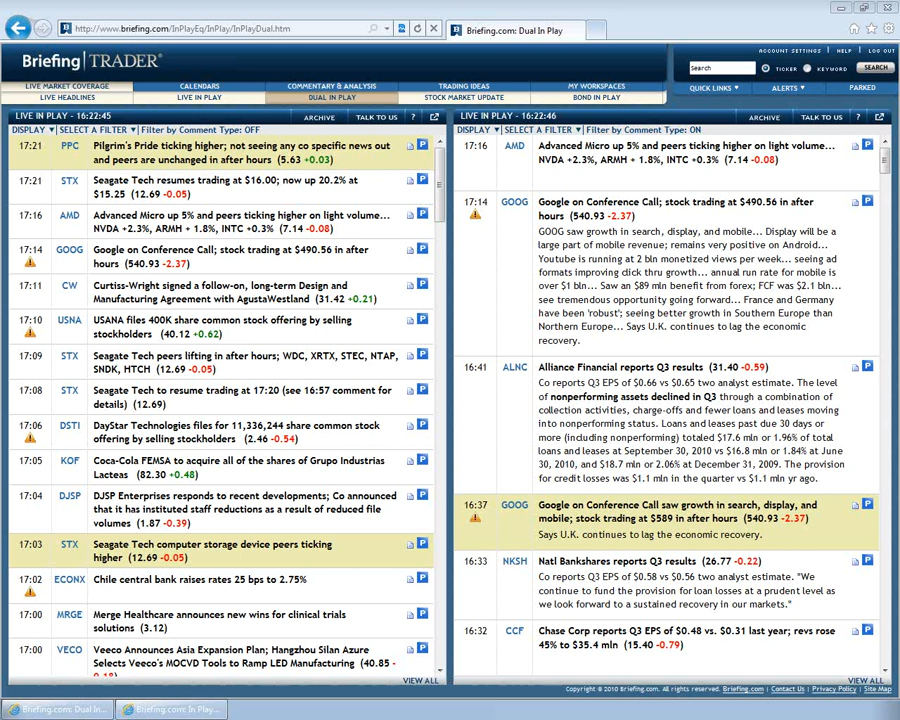 http://www.briefing.com/InPlayEq/InPlay/InPlayDual.htm
Briefing.com: Dual In Play
Briefing TRADER
ACCOUNT SETTINGS | HELP | LOG OUT
Search TICKER KEYWORD SEARCH
LIVE MARKET COVERAGE CALENDARS COMMENTARY & ANALYSIS TRADING IDEAS MY WORKSPACES
QUICK LINKS ALERTS PARKED
LIVE HEADLINES LIVE IN PLAY DUAL IN PLAY STOCK MARKET UPDATE BOND IN PLAY
LIVE IN PLAY - 16:22:45 ARCHIVE TALK TO US ?
DISPLAY SELECT A FILTER Filter by Comment Type: OFF
17:21 PPC Pilgrim's Pride ticking higher; not seeing any co specific news out
and peers are unchanged in after hours (5.63 +0.03)
17:21 STX Seagate Tech resumes trading at $16.00; now up 20.2% at
$15.25 (12.69 -0.05)
17:16 AMD Advanced Micro up 5% and peers ticking higher on light volume...
NVDA +2.3%, ARMH + 1.8%, INTC +0.3% (7.14 -0.08)
17:14 GOOG Google on Conference Call; stock trading at $490.56 in after
hours (540.93 -2.37)
17:11 CW Curtiss-Wright signed a follow-on, long-term Design and
Manufacturing Agreement with AgustaWestland (31.42 +0.21)
17:10 USNA USANA files 400K share common stock offering by selling
stockholders (40.12 +0.62)
17:09 STX Seagate Tech peers lifting in after hours; WDC, XRTX, STEC, NTAP,
SNDK, HTCH (12.69 -0.05)
17:08 STX Seagate Tech to resume trading at 17:20 (see 16:57 comment for
details) (12.69)
17:06 DSTI DayStar Technologies files for 11,336,244 share common stock
offering by selling stockholders (2.46 -0.54)
17:05 KOF Coca-Cola FEMSA to acquire all of the shares of Grupo Industrias
Lacteas (82.30 +0.48)
17:04 DJSP DJSP Enterprises responds to recent developments; Co announced
that it has instituted staff reductions as a result of reduced file
volumes (1.87 -0.39)
17:03 STX Seagate Tech computer storage device peers ticking
higher (12.69 -0.05)
17:02 ECONX Chile central bank raises rates 25 bps to 2.75%
17:00 MRGE Merge Healthcare announces new wins for clinical trials
solutions (3.12)
17:00 VECO Veeco Announces Asia Expansion Plan; Hangzhou Silan Azure
Selects Veeco's MOCVD Tools to Ramp LED Manufacturing (40.85 -
0.18)
VIEW ALL
LIVE IN PLAY - 16:22:46 ARCHIVE TALK TO US ?
DISPLAY SELECT A FILTER Filter by Comment Type: ON
17:16 AMD Advanced Micro up 5% and peers ticking higher on light volume...
NVDA +2.3%, ARMH + 1.8%, INTC +0.3% (7.14 -0.08)
17:14 GOOG Google on Conference Call; stock trading at $490.56 in after
hours (540.93 -2.37)
GOOG saw growth in search, display, and mobile... Display will be a
large part of mobile revenue; remains very positive on Android...
Youtube is running at 2 bln monetized views per week... seeing ad
formats improving click thru growth... annual run rate for mobile is
over $1 bln... Saw an $89 mln benefit from forex; FCF was $2.1 bln...
see tremendous opportunity going forward... France and Germany
have been 'robust'; seeing better growth in Southern Europe than
Northern Europe... Says U.K. continues to lag the economic
recovery.
16:41 ALNC Alliance Financial reports Q3 results (31.40 -0.59)
Co reports Q3 EPS of $0.66 vs $0.65 two analyst estimate. The level
of nonperforming assets declined in Q3 through a combination of
collection activities, charge-offs and fewer loans and leases moving
into nonperforming status. Loans and leases past due 30 days or
more (including nonperforming) totaled $17.6 mln or 1.96% of total
loans and leases at September 30, 2010 vs $16.8 mln or 1.84% at June
30, 2010, and $18.7 mln or 2.06% at December 31, 2009. The provision
for credit losses was $1.1 mln in the quarter vs $1.1 mln yr ago.
16:37 GOOG Google on Conference Call saw growth in search, display, and
mobile; stock trading at $589 in after hours (540.93 -2.37)
Says U.K. continues to lag the economic recovery.
16:33 NKSH Natl Bankshares reports Q3 results (26.77 -0.22)
Co reports Q3 EPS of $0.58 vs $0.56 two analyst estimate. "We
continue to fund the provision for loan losses at a prudent level as
we look forward to a sustained recovery in our markets."
16:32 CCF Chase Corp reports Q3 EPS of $0.48 vs. $0.31 last year; revs rose
45% to $35.4 mln (15.40 -0.79)
VIEW ALL
Copyright © 2010 Briefing.com. All rights reserved. Briefing.com | Contact Us | Privacy Policy | Site Map
Briefing.com: Dual In... Briefing.com: In Play...